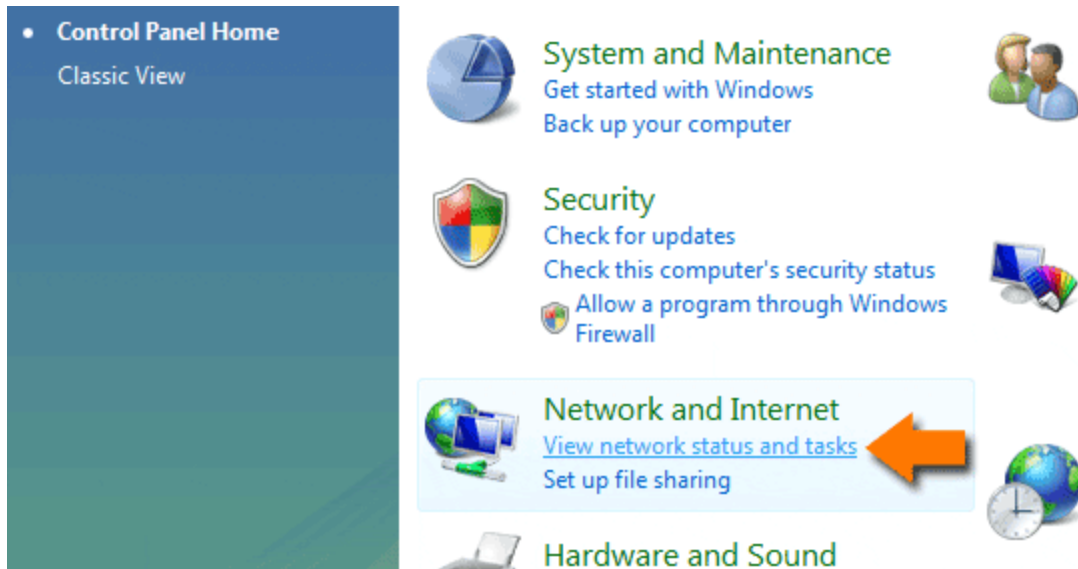 Control Panel Home
Classic View
System and Maintenance
Get started with Windows
Back up your computer
Security
Check for updates
Check this computer's security status
Allow a program through Windows
Firewall
Network and Internet
View network status and tasks
Set up file sharing
Hardware and Sound